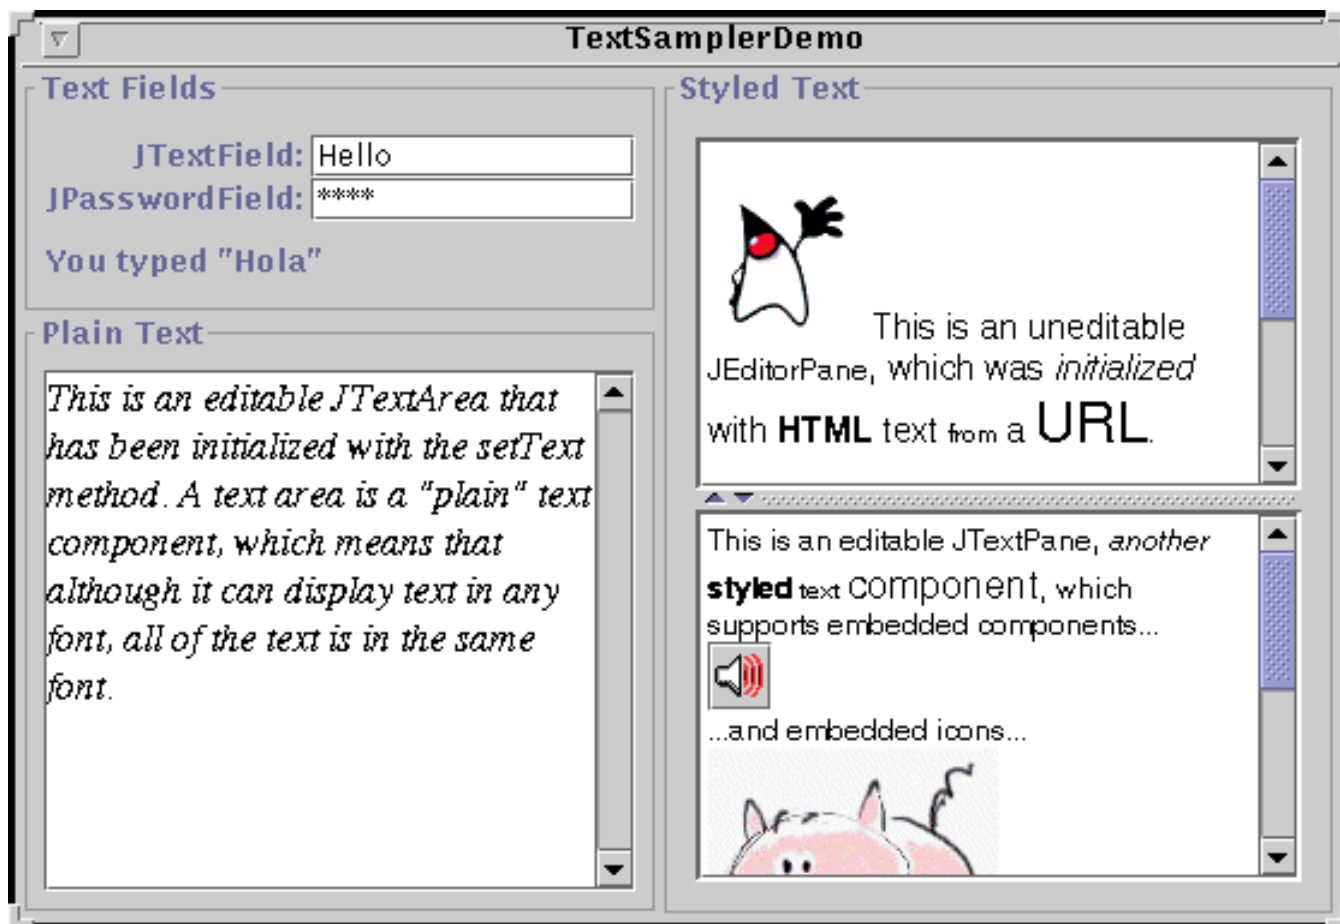 TextSamplerDemo
Text Fields
JTextField: Hello
JPasswordField: ****
You typed "Hola"
Plain Text
This is an editable JTextArea that
has been initialized with the setText
method. A text area is a "plain" text
component, which means that
although it can display text in any
font, all of the text is in the same
font.
Styled Text
This is an uneditable
JEditorPane, which was initialized
with HTML text from a URL.
This is an editable JTextPane, another
styled text component, which
supports embedded components...
...and embedded icons...